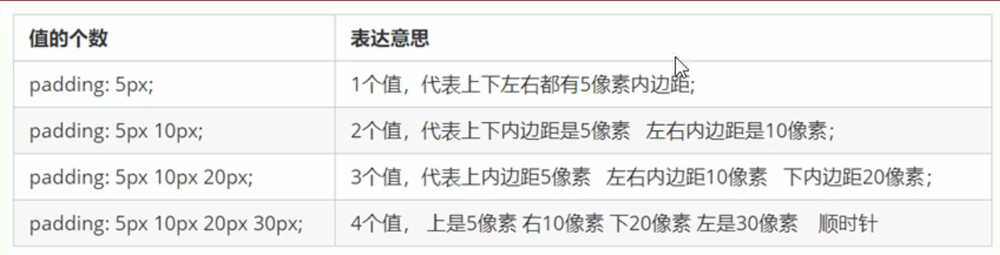 值的个数 表达意思
padding: 5px; 1个值，代表上下左右都有5像素内边距;
padding: 5px 10px; 2个值，代表上下内边距是5像素 左右内边距是10像素；
padding: 5px 10px 20px; 3个值，代表上内边距5像素 左右内边距10像素 下内边距20像素；
padding: 5px 10px 20px 30px; 4个值， 上是5像素 右10像素 下20像素 左是30像素 顺时针